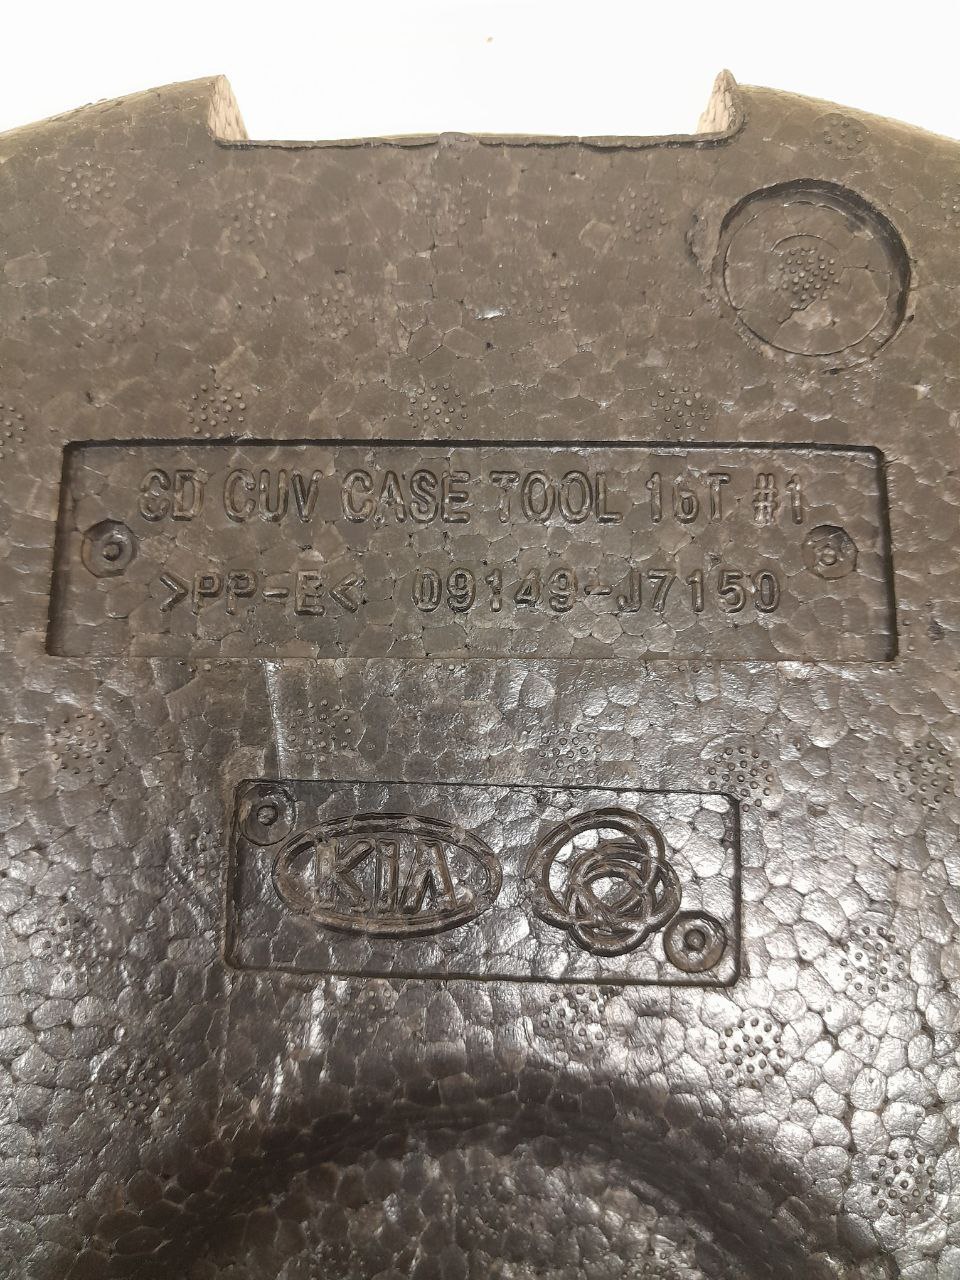 CD CUV CASE TOOL 16T #1
>PP-E< 09149-J7150
KIA